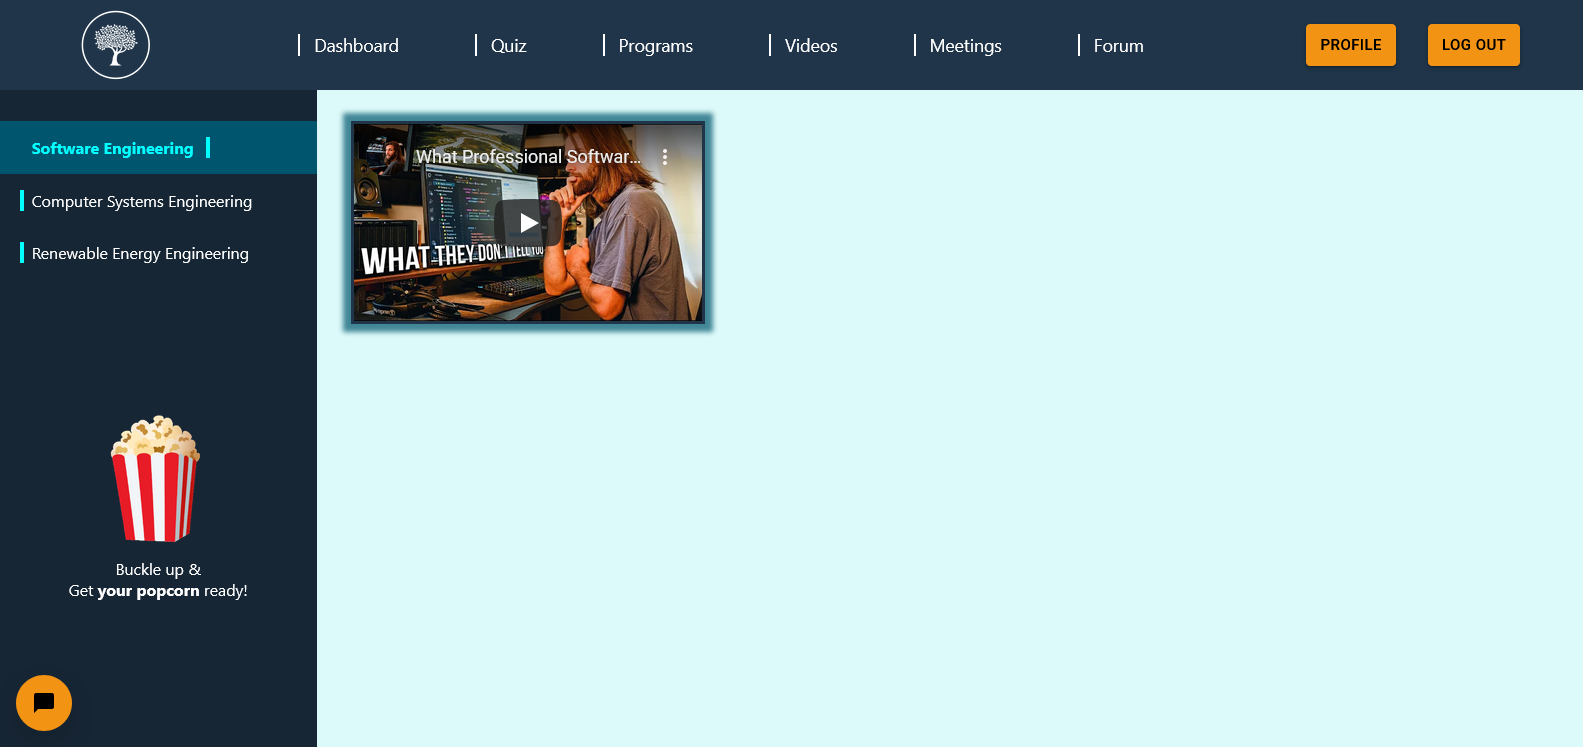 Dashboard
Quiz
Programs
Videos
Meetings
Forum
PROFILE
LOG OUT
Software Engineering
Computer Systems Engineering
Renewable Energy Engineering
What Professional Softwar...
WHAT THEY DON'T TELL YOU
Buckle up &
Get your popcorn ready!